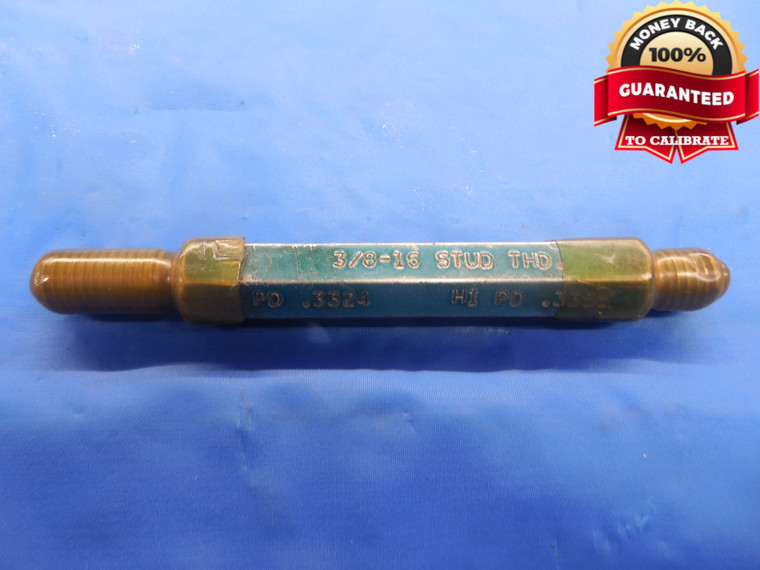 MONEY BACK
100%
GUARANTEED
TO CALIBRATE
3/8-16 STUD THD.
PD .3324 HI PD